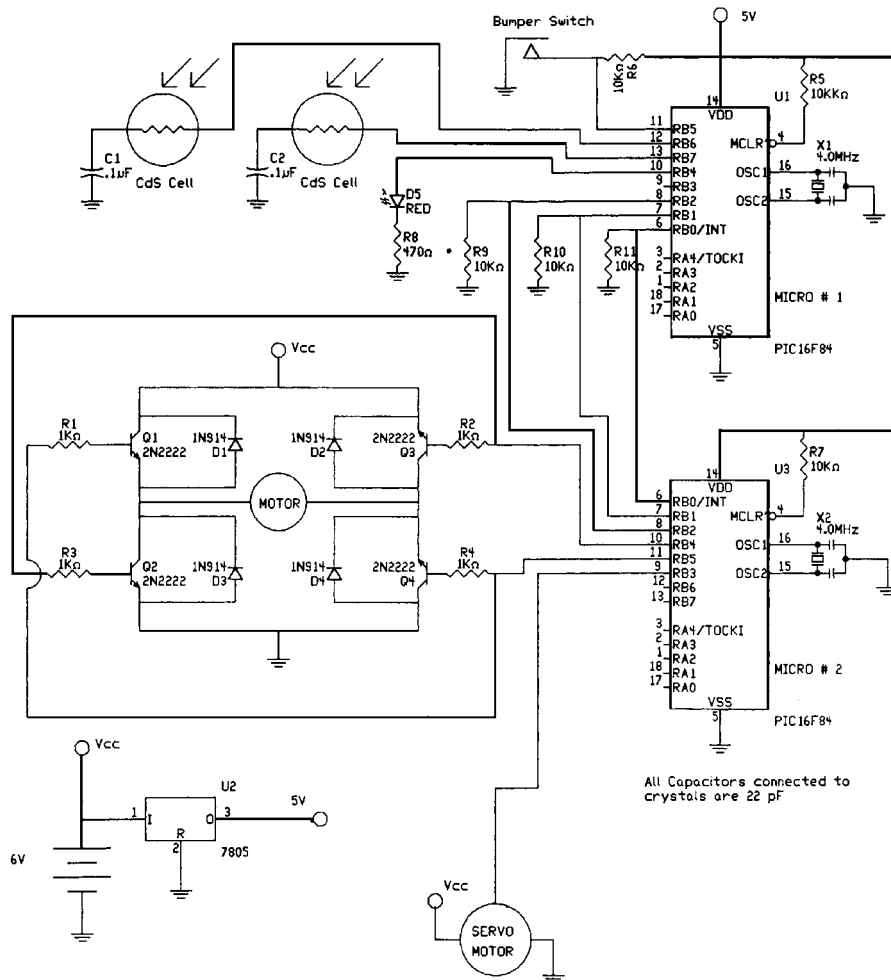 Bumper Switch
5V
10KΩ
R6
R5
10KKΩ
U1
14
VDD
11
RB5
12
RB6
13
RB7
10
RB4
9
RB3
8
RB2
7
RB1
6
RB0/INT
3
RA4/TOCKI
2
RA3
1
RA2
18
RA1
17
RA0
MCLR
4
X1
4.0MHz
OSC1
16
OSC2
15
MICRO # 1
VSS
5
PIC16F84
C1
.1µF
CdS Cell
C2
.1µF
CdS Cell
D5
RED
R8
470Ω
R9
10KΩ
R10
10KΩ
R11
10KΩ
Vcc
R1
1KΩ
Q1
2N2222
1N914
D1
1N914
D2
2N2222
Q3
R2
1KΩ
MOTOR
R3
1KΩ
Q2
2N2222
1N914
D3
1N914
D4
2N2222
Q4
R4
1KΩ
R7
10KΩ
U3
14
VDD
6
RB0/INT
7
RB1
8
RB2
10
RB4
11
RB5
9
RB3
12
RB6
13
RB7
3
RA4/TOCKI
2
RA3
1
RA2
18
RA1
17
RA0
MCLR
4
X2
4.0MHz
OSC1
16
OSC2
15
MICRO # 2
VSS
5
PIC16F84
All Capacitors connected to
crystals are 22 pF
Vcc
U2
1
I
O
3
R
2
7805
5V
6V
Vcc
SERVO
MOTOR